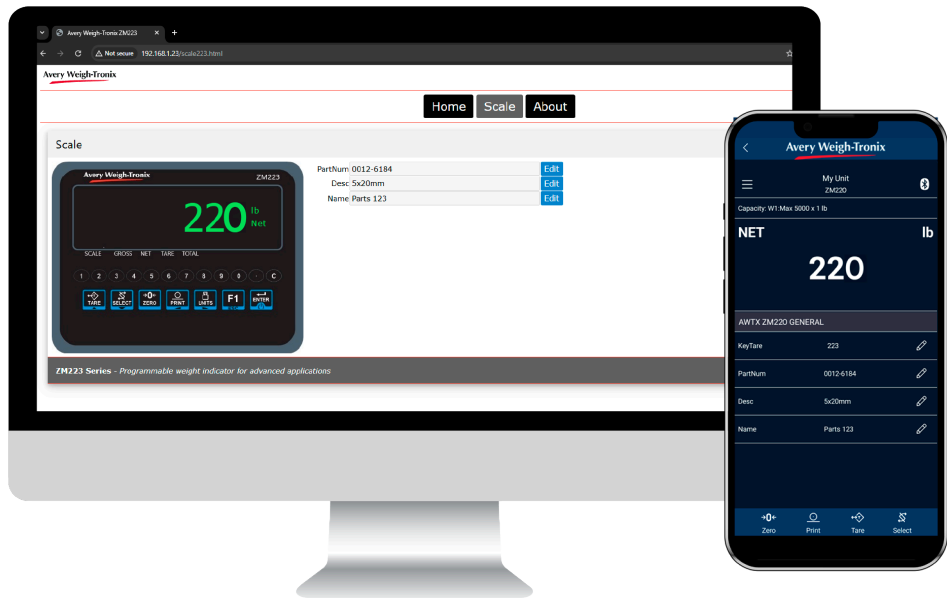 Avery Weigh-Tronix ZM223
Not secure 192.168.1.23/scale223.html
Avery Weigh-Tronix
Home Scale About
Scale
Avery Weigh-Tronix
ZM223
220 lb
Net
SCALE GROSS NET TARE TOTAL
1 2 3 4 5 6 7 8 9 0 . C
TARE SELECT →0← ZERO PRINT UNITS F1 ENTER
PartNum 0012-6184 Edit
Desc 5x20mm Edit
Name Parts 123 Edit
ZM223 Series - Programmable weight indicator for advanced applications
Avery Weigh-Tronix
My Unit
ZM220
Capacity: W1:Max 5000 x 1 lb
NET lb
220
AWTX ZM220 GENERAL
KeyTare 223
PartNum 0012-6184
Desc 5x20mm
Name Parts 123
→0←
Zero Print Tare Select